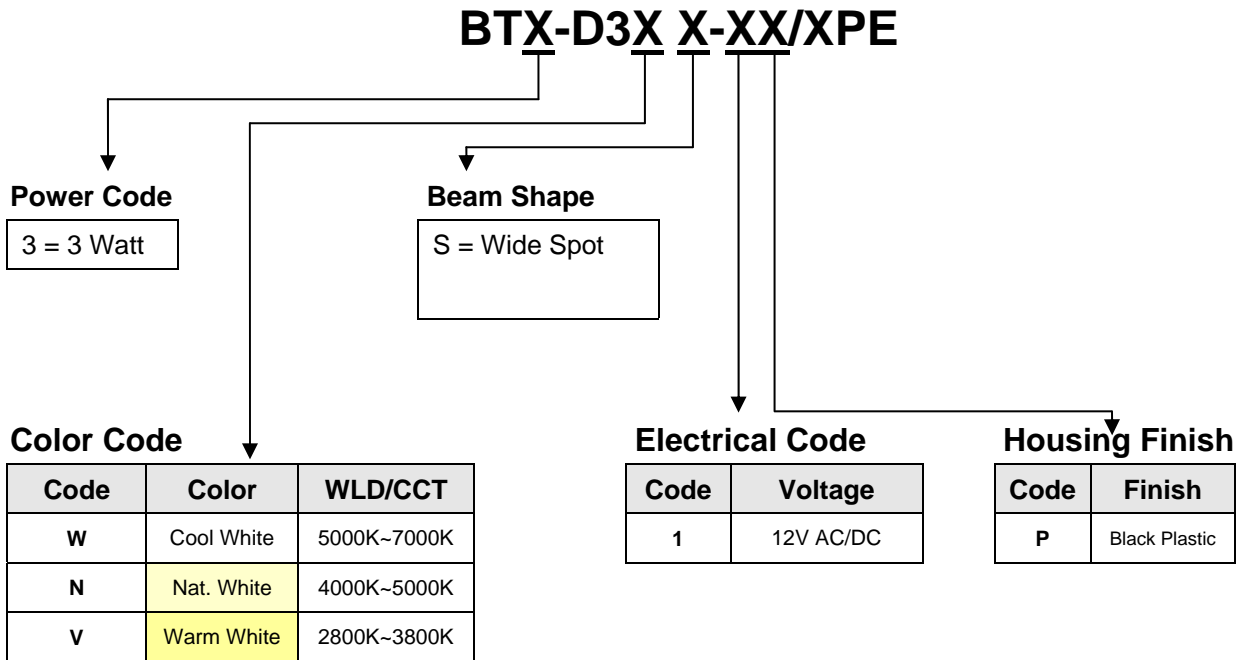 BTX-D3X X-XX/XPE
Power Code
3 = 3 Watt
Beam Shape
S = Wide Spot
Color Code
Code Color WLD/CCT
W Cool White 5000K~7000K
N Nat. White 4000K~5000K
V Warm White 2800K~3800K
Electrical Code
Code Voltage
1 12V AC/DC
Housing Finish
Code Finish
P Black Plastic